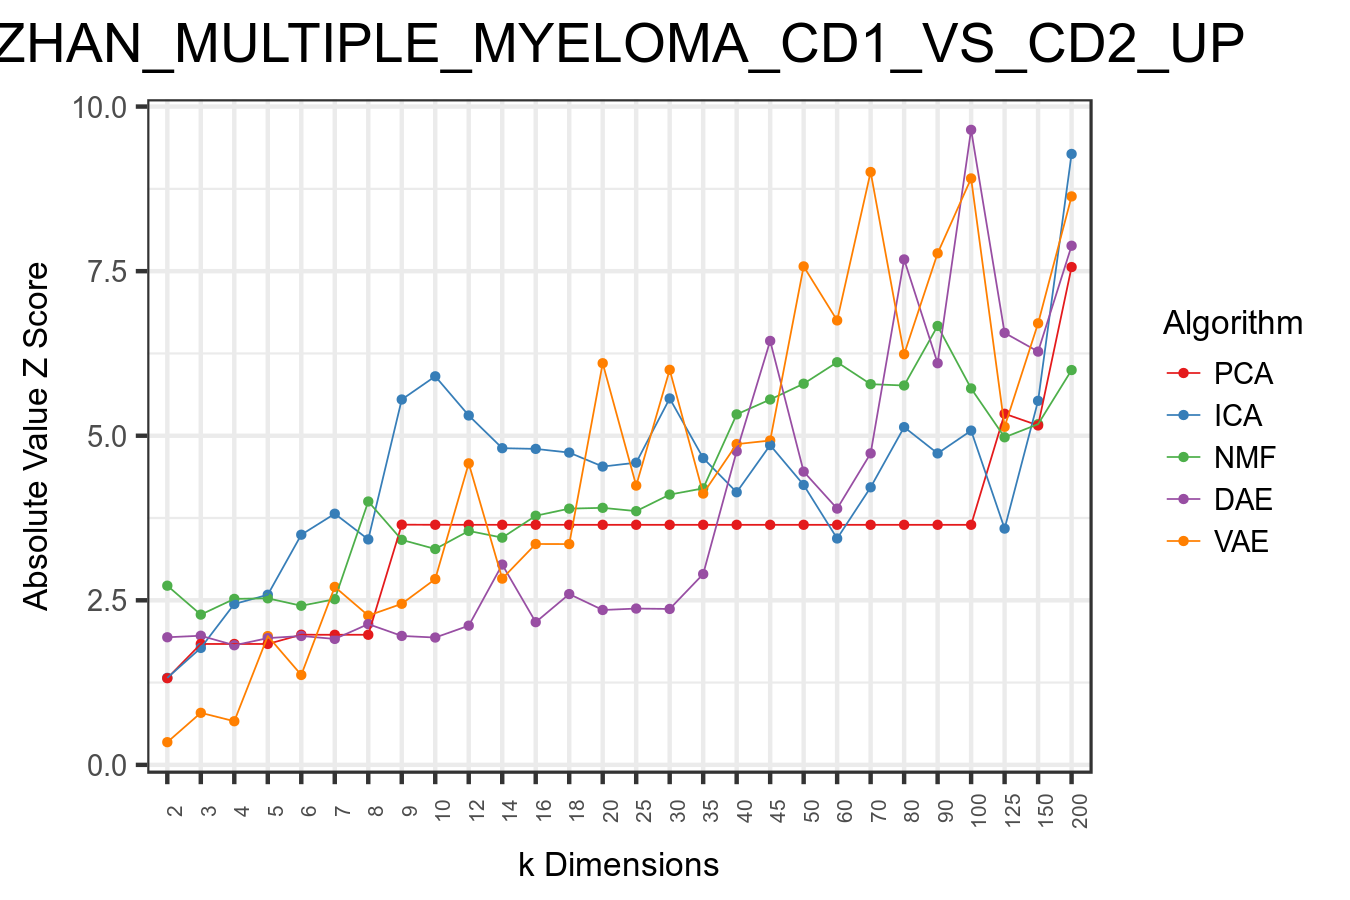 ZHAN_MULTIPLE_MYELOMA_CD1_VS_CD2_UP
10.0
7.5
5.0
2.5
0.0
Absolute Value Z Score
2 3 4 5 6 7 8 9 10 12 14 16 18 20 25 30 35 40 45 50 60 70 80 90 100 125 150 200
k Dimensions
Algorithm
PCA
ICA
NMF
DAE
VAE